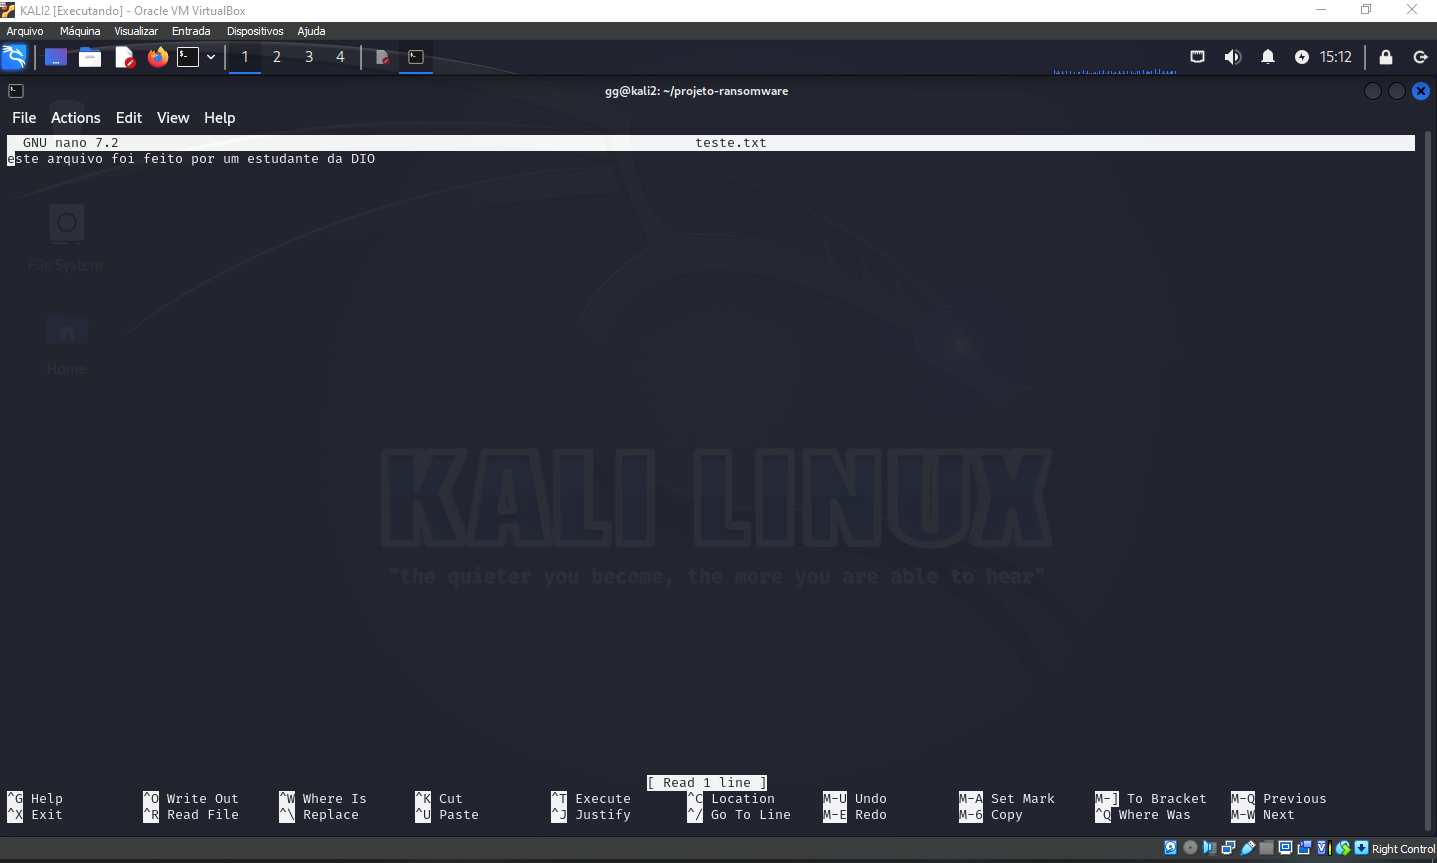 KALI2 [Executando] - Oracle VM VirtualBox
Arquivo Máquina Visualizar Entrada Dispositivos Ajuda
1 2 3 4 15:12
gg@kali2: ~/projeto-ransomware
File Actions Edit View Help
GNU nano 7.2 teste.txt
este arquivo foi feito por um estudante da DIO
File System
Home
KALI LINUX
"the quieter you become, the more you are able to hear"
[ Read 1 line ]
^G Help ^O Write Out ^W Where Is ^K Cut ^T Execute ^C Location M-U Undo M-A Set Mark M-] To Bracket M-Q Previous
^X Exit ^R Read File ^\ Replace ^U Paste ^J Justify ^/ Go To Line M-E Redo M-6 Copy ^Q Where Was M-W Next
Right Control